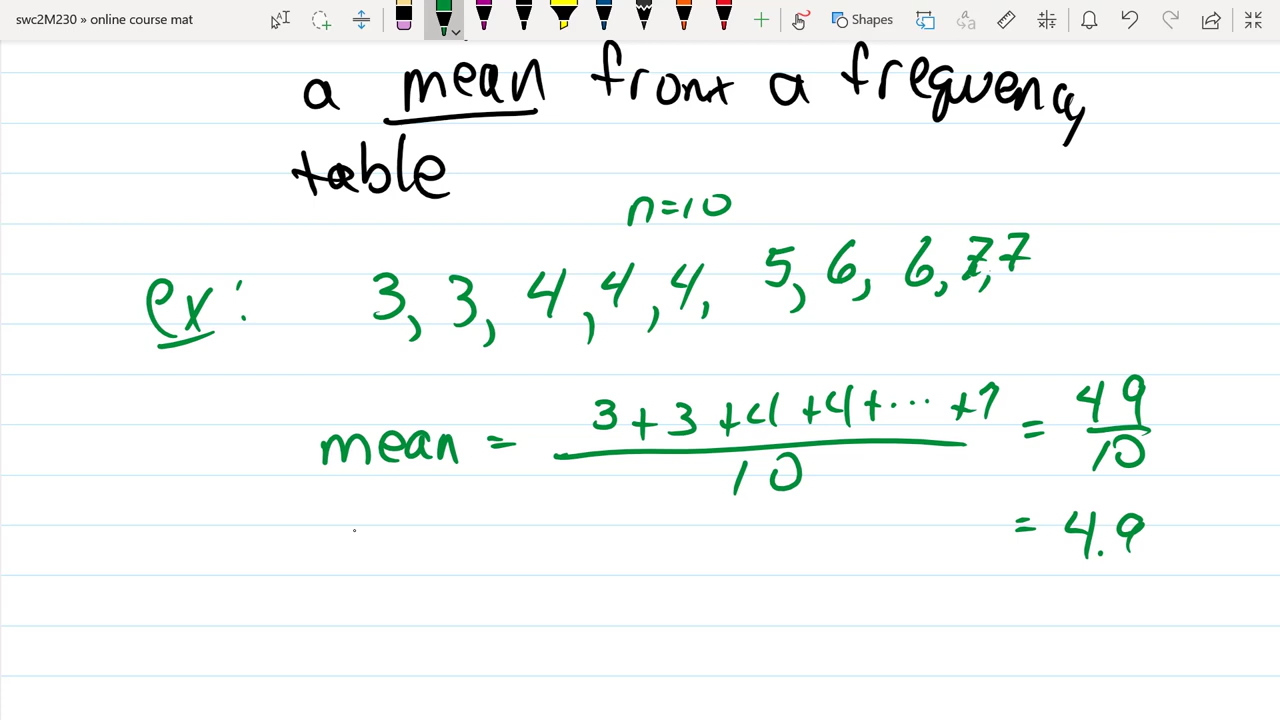 swc2M230 » online course mat
Shapes
a mean from a frequency
table
n=10
ex: 3, 3, 4, 4, 4, 5, 6, 6, 7, 7
mean = 3+3+4+4+...+7 / 10 = 49/10
= 4.9